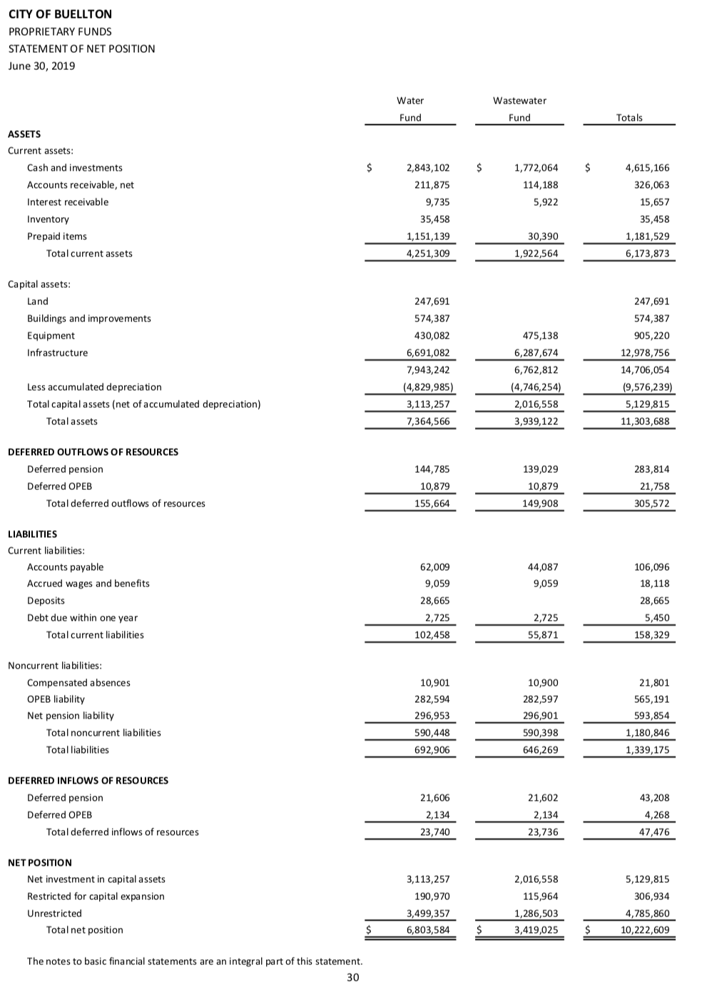 CITY OF BUELLTON
PROPRIETARY FUNDS
STATEMENT OF NET POSITION
June 30, 2019
Water Wastewater
Fund Fund Totals
ASSETS
Current assets:
Cash and investments $ 2,843,102 $ 1,772,064 $ 4,615,166
Accounts receivable, net 211,875 114,188 326,063
Interest receivable 9,735 5,922 15,657
Inventory 35,458 35,458
Prepaid items 1,151,139 30,390 1,181,529
Total current assets 4,251,309 1,922,564 6,173,873
Capital assets:
Land 247,691 247,691
Buildings and improvements 574,387 574,387
Equipment 430,082 475,138 905,220
Infrastructure 6,691,082 6,287,674 12,978,756
7,943,242 6,762,812 14,706,054
Less accumulated depreciation (4,829,985) (4,746,254) (9,576,239)
Total capital assets (net of accumulated depreciation) 3,113,257 2,016,558 5,129,815
Total assets 7,364,566 3,939,122 11,303,688
DEFERRED OUTFLOWS OF RESOURCES
Deferred pension 144,785 139,029 283,814
Deferred OPEB 10,879 10,879 21,758
Total deferred outflows of resources 155,664 149,908 305,572
LIABILITIES
Current liabilities:
Accounts payable 62,009 44,087 106,096
Accrued wages and benefits 9,059 9,059 18,118
Deposits 28,665 28,665
Debt due within one year 2,725 2,725 5,450
Total current liabilities 102,458 55,871 158,329
Noncurrent liabilities:
Compensated absences 10,901 10,900 21,801
OPEB liability 282,594 282,597 565,191
Net pension liability 296,953 296,901 593,854
Total noncurrent liabilities 590,448 590,398 1,180,846
Total liabilities 692,906 646,269 1,339,175
DEFERRED INFLOWS OF RESOURCES
Deferred pension 21,606 21,602 43,208
Deferred OPEB 2,134 2,134 4,268
Total deferred inflows of resources 23,740 23,736 47,476
NET POSITION
Net investment in capital assets 3,113,257 2,016,558 5,129,815
Restricted for capital expansion 190,970 115,964 306,934
Unrestricted 3,499,357 1,286,503 4,785,860
Total net position $ 6,803,584 $ 3,419,025 $ 10,222,609
The notes to basic financial statements are an integral part of this statement.
30